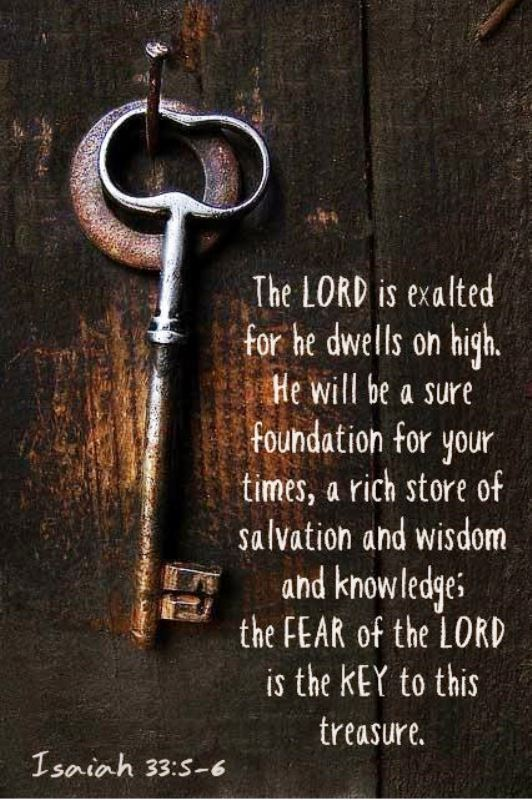 The LORD is exalted
for he dwells on high.
He will be a sure
foundation for your
times, a rich store of
salvation and wisdom
and knowledge;
the FEAR of the LORD
is the KEY to this
treasure.
Isaiah 33:5-6